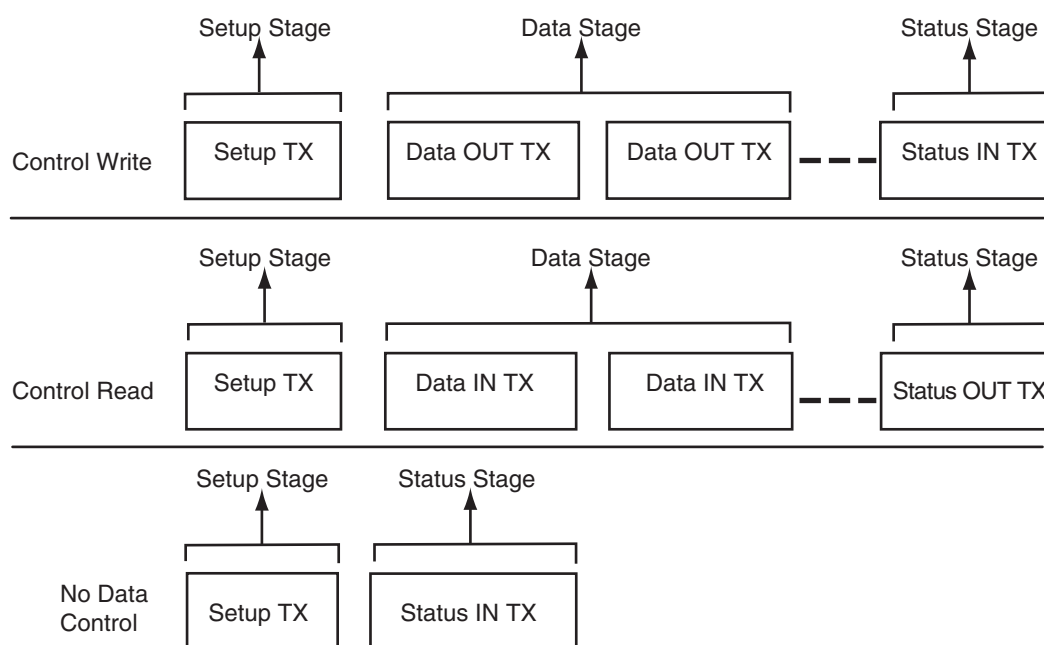 Setup Stage Data Stage Status Stage
Control Write Setup TX Data OUT TX Data OUT TX Status IN TX
Setup Stage Data Stage Status Stage
Control Read Setup TX Data IN TX Data IN TX Status OUT TX
Setup Stage Status Stage
No Data
Control Setup TX Status IN TX